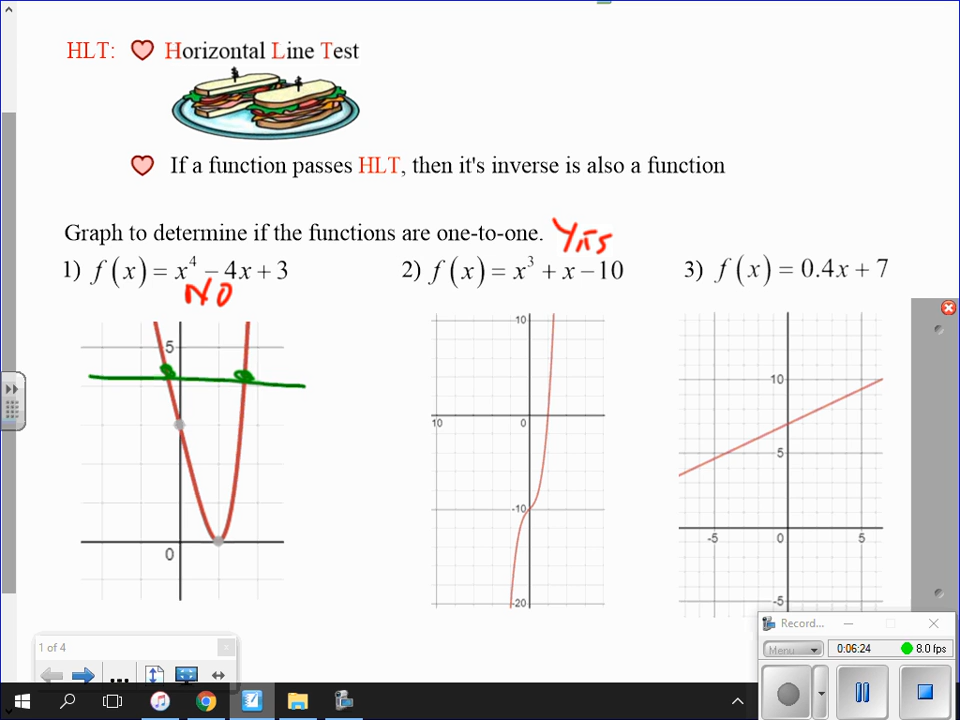 HLT: Horizontal Line Test
If a function passes HLT, then it's inverse is also a function
Graph to determine if the functions are one-to-one. YES
1) f(x) = x⁴ − 4x + 3
2) f(x) = x³ + x − 10
3) f(x) = 0.4x + 7
NO
5
0
10
10
0
-10
-20
10
5
-5
0
5
-5
1 of 4
Record...
Menu
0:06:24
8.0 fps